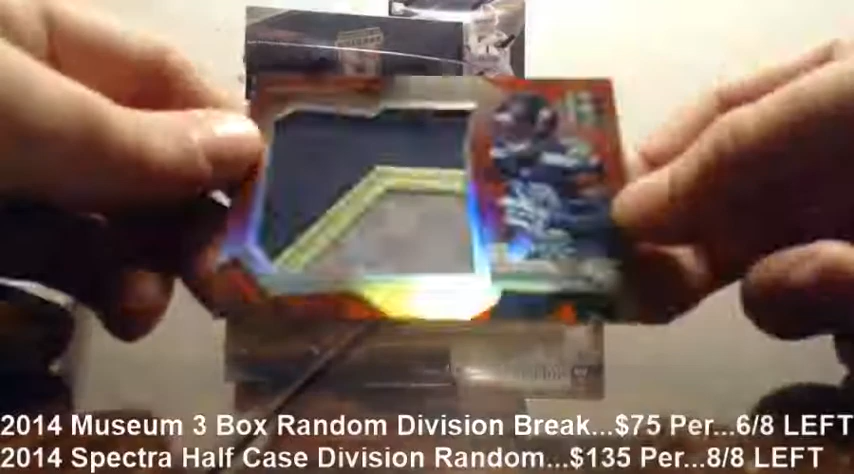 2014 Museum 3 Box Random Division Break...$75 Per...6/8 LEFT
2014 Spectra Half Case Division Random...$135 Per...8/8 LEFT